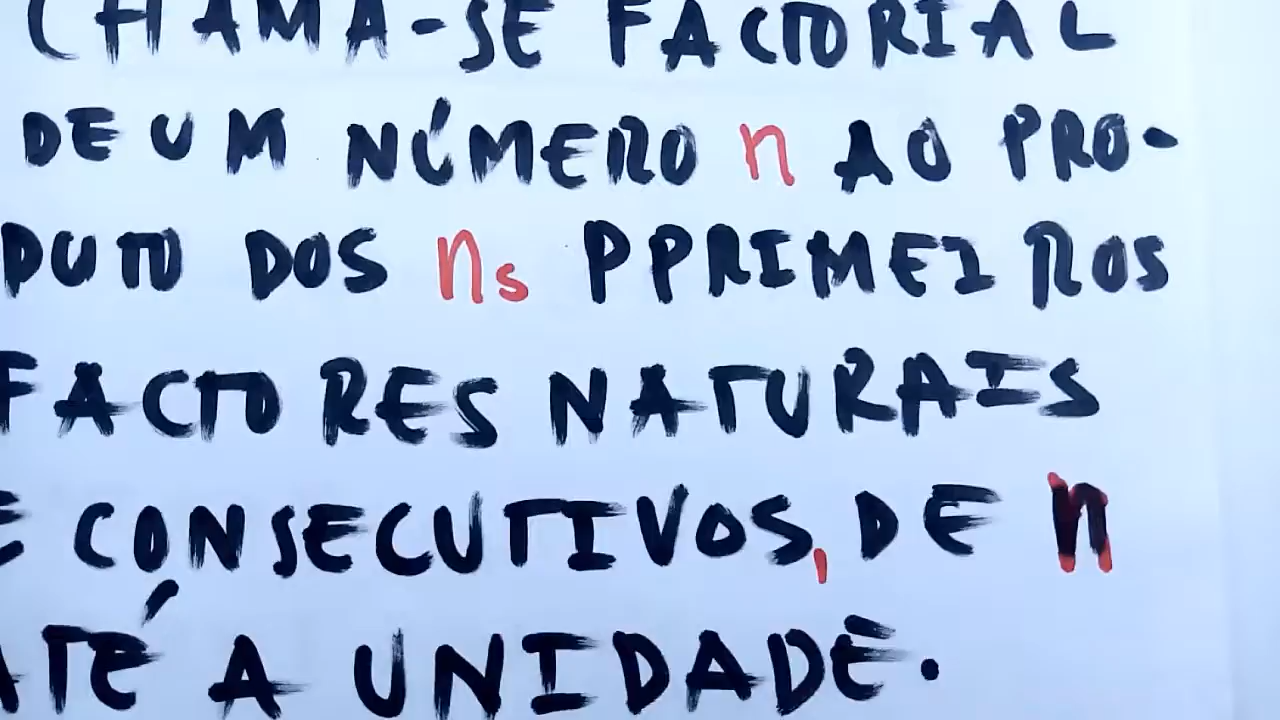 CHAMA-SE FACTORIAL
DE UM NÚMERO n AO PRO-
DUTO DOS ns PPRIMEIROS
FACTORES NATURAIS
E CONSECUTIVOS, DE n
ATÉ A UNIDADE.